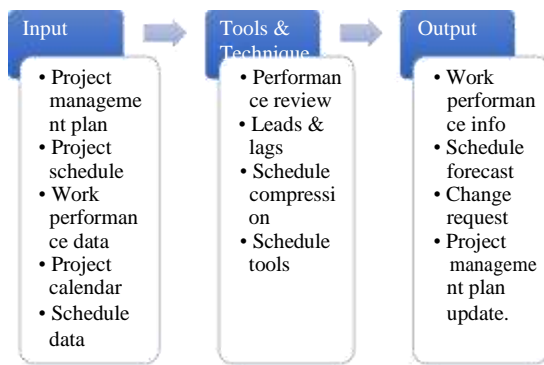 Input
• Project
manageme
nt plan
• Project
schedule
• Work
performan
ce data
• Project
calendar
• Schedule
data
Tools &
Technique
• Performan
ce review
• Leads &
lags
• Schedule
compressi
on
• Schedule
tools
Output
• Work
performan
ce info
• Schedule
forecast
• Change
request
• Project
manageme
nt plan
update.